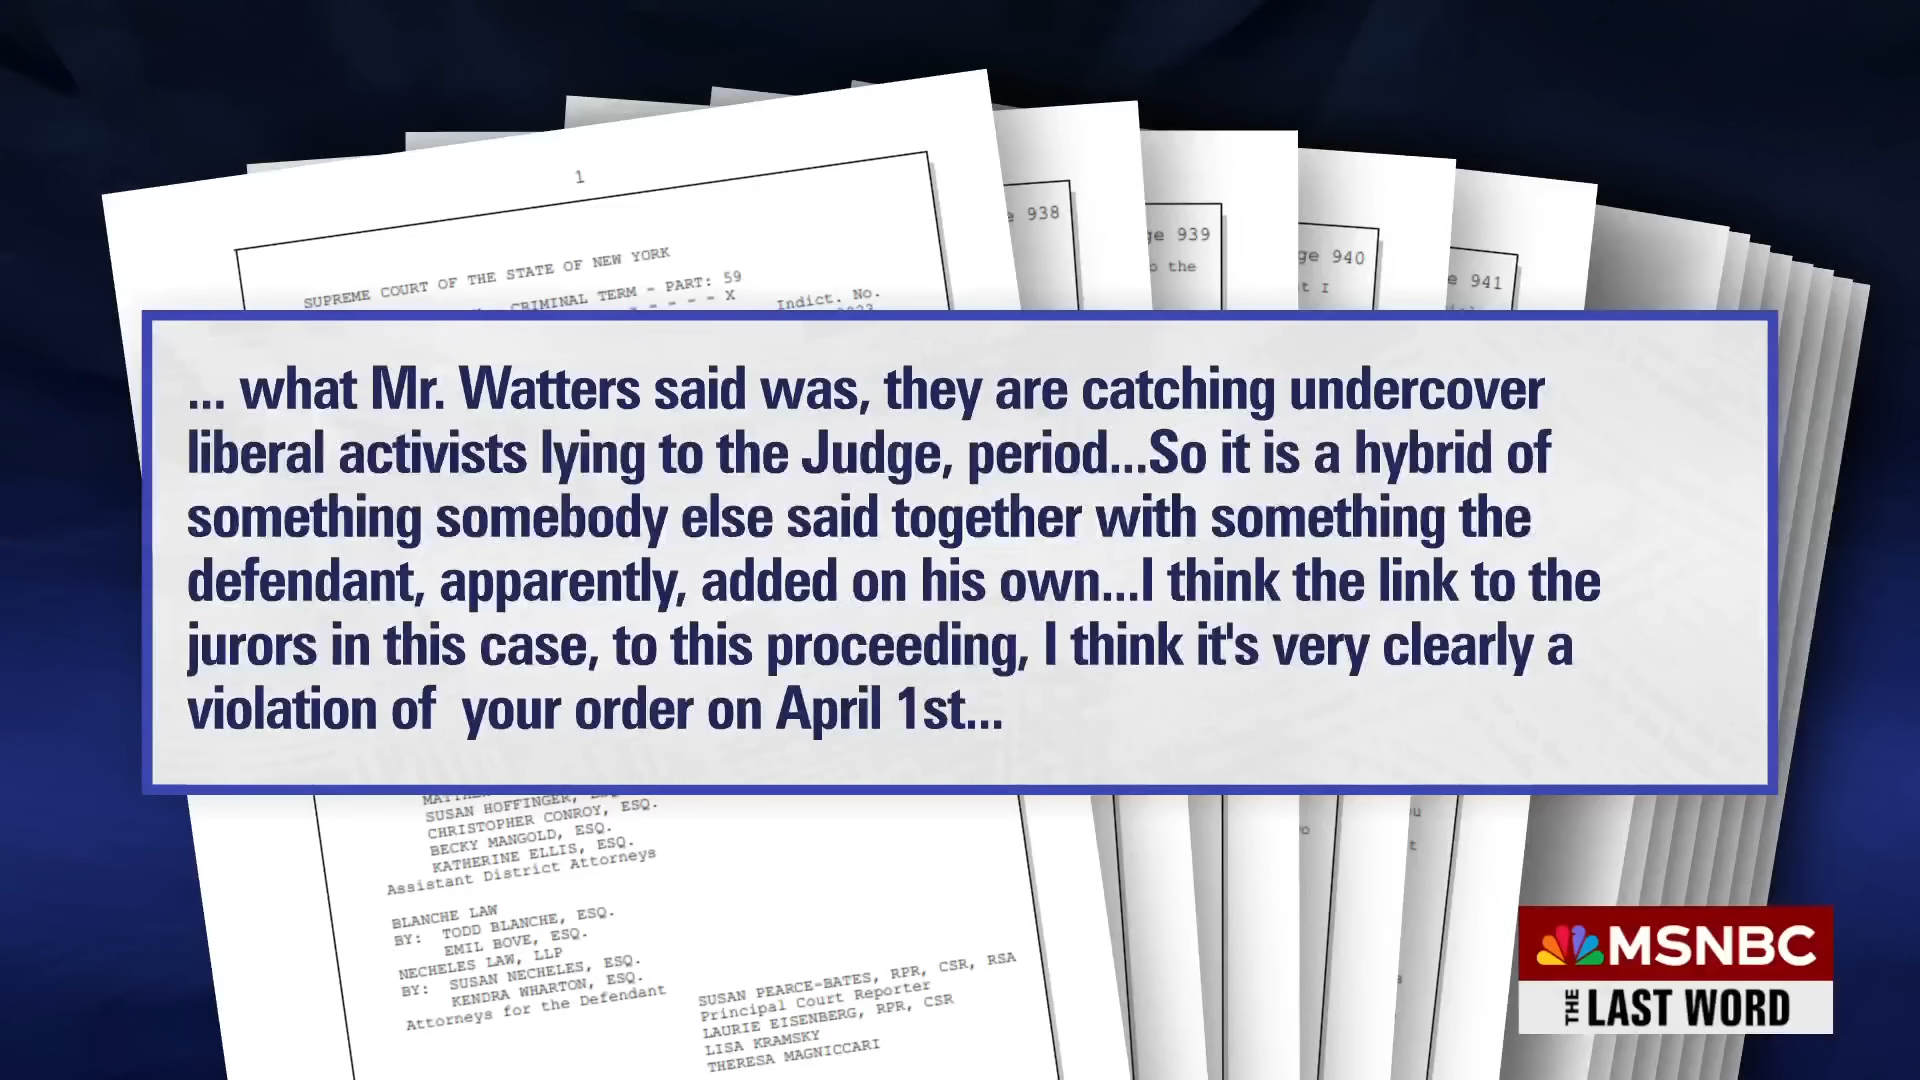 1
SUPREME COURT OF THE STATE OF NEW YORK
CRIMINAL TERM - PART: 59
- - - - - X
Indict. No.
938
ge 939
o the
ge 940
t I
e 941
... what Mr. Watters said was, they are catching undercover
liberal activists lying to the Judge, period...So it is a hybrid of
something somebody else said together with something the
defendant, apparently, added on his own...I think the link to the
jurors in this case, to this proceeding, I think it's very clearly a
violation of your order on April 1st...
SUSAN HOFFINGER,
CHRISTOPHER CONROY, ESQ.
BECKY MANGOLD, ESQ.
KATHERINE ELLIS, ESQ.
Assistant District Attorneys
BLANCHE LAW
BY: TODD BLANCHE, ESQ.
EMIL BOVE, ESQ.
NECHELES LAW, LLP
BY: SUSAN NECHELES, ESQ.
KENDRA WHARTON, ESQ.
Attorneys for the Defendant
SUSAN PEARCE-BATES, RPR, CSR, RSA
Principal Court Reporter
LAURIE EISENBERG, RPR, CSR
LISA KRAMSKY
THERESA MAGNICCARI
MSNBC
THE LAST WORD